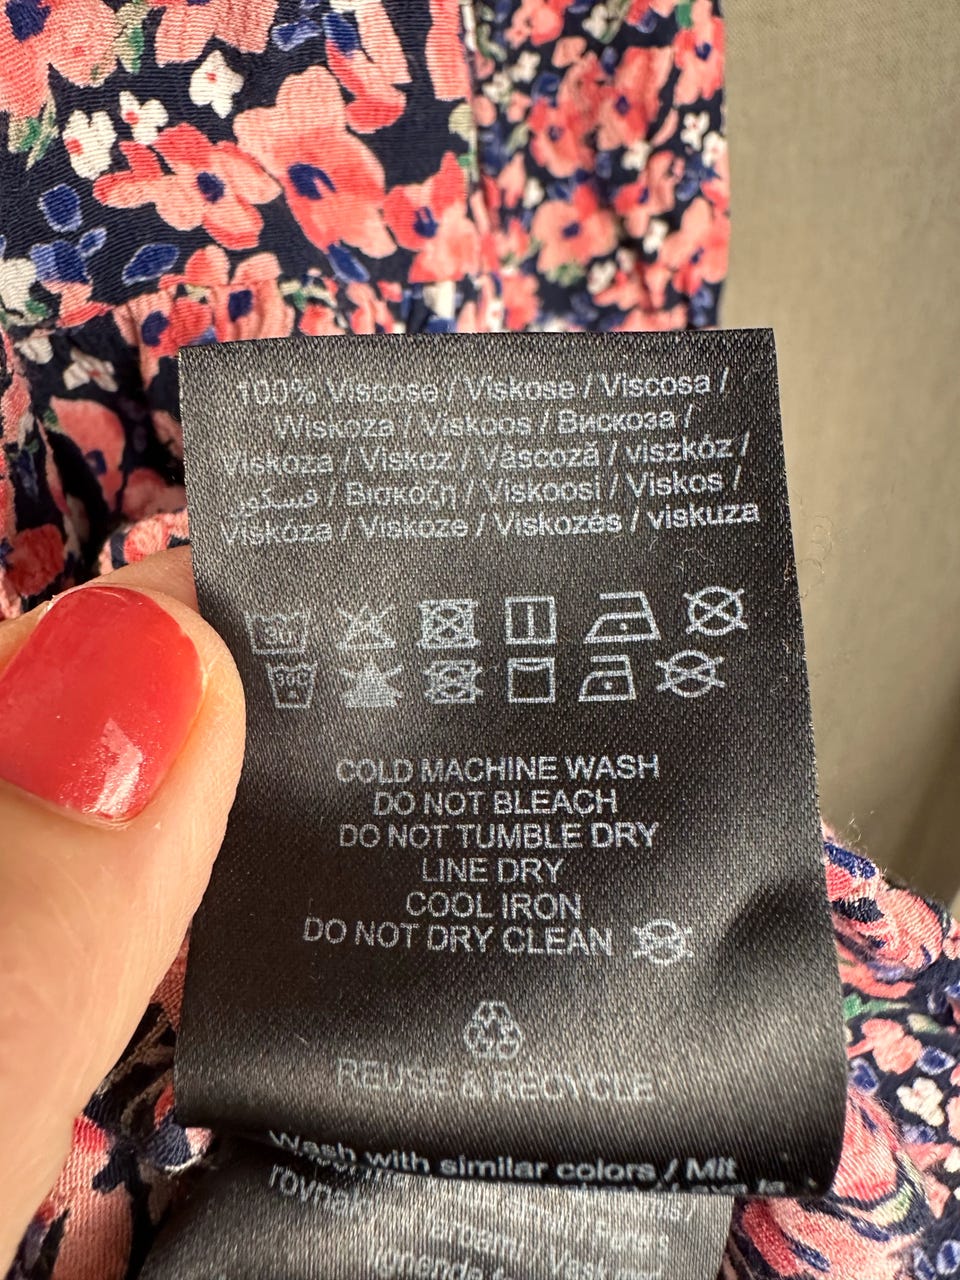 100% Viscose / Viskose / Viscosa /
Wiskoza / Viskoos / Вискоза /
Viskóza / Viskoz / Vâscoză / viszkóz /
فسكوز / Βισκόζη / Viskoosi / Viskos /
Viskóza / Viskoze / Viskozės / viskuza
30
30°C
COLD MACHINE WASH
DO NOT BLEACH
DO NOT TUMBLE DRY
LINE DRY
COOL IRON
DO NOT DRY CLEAN
REUSE & RECYCLE
Wash with similar colors / Mit